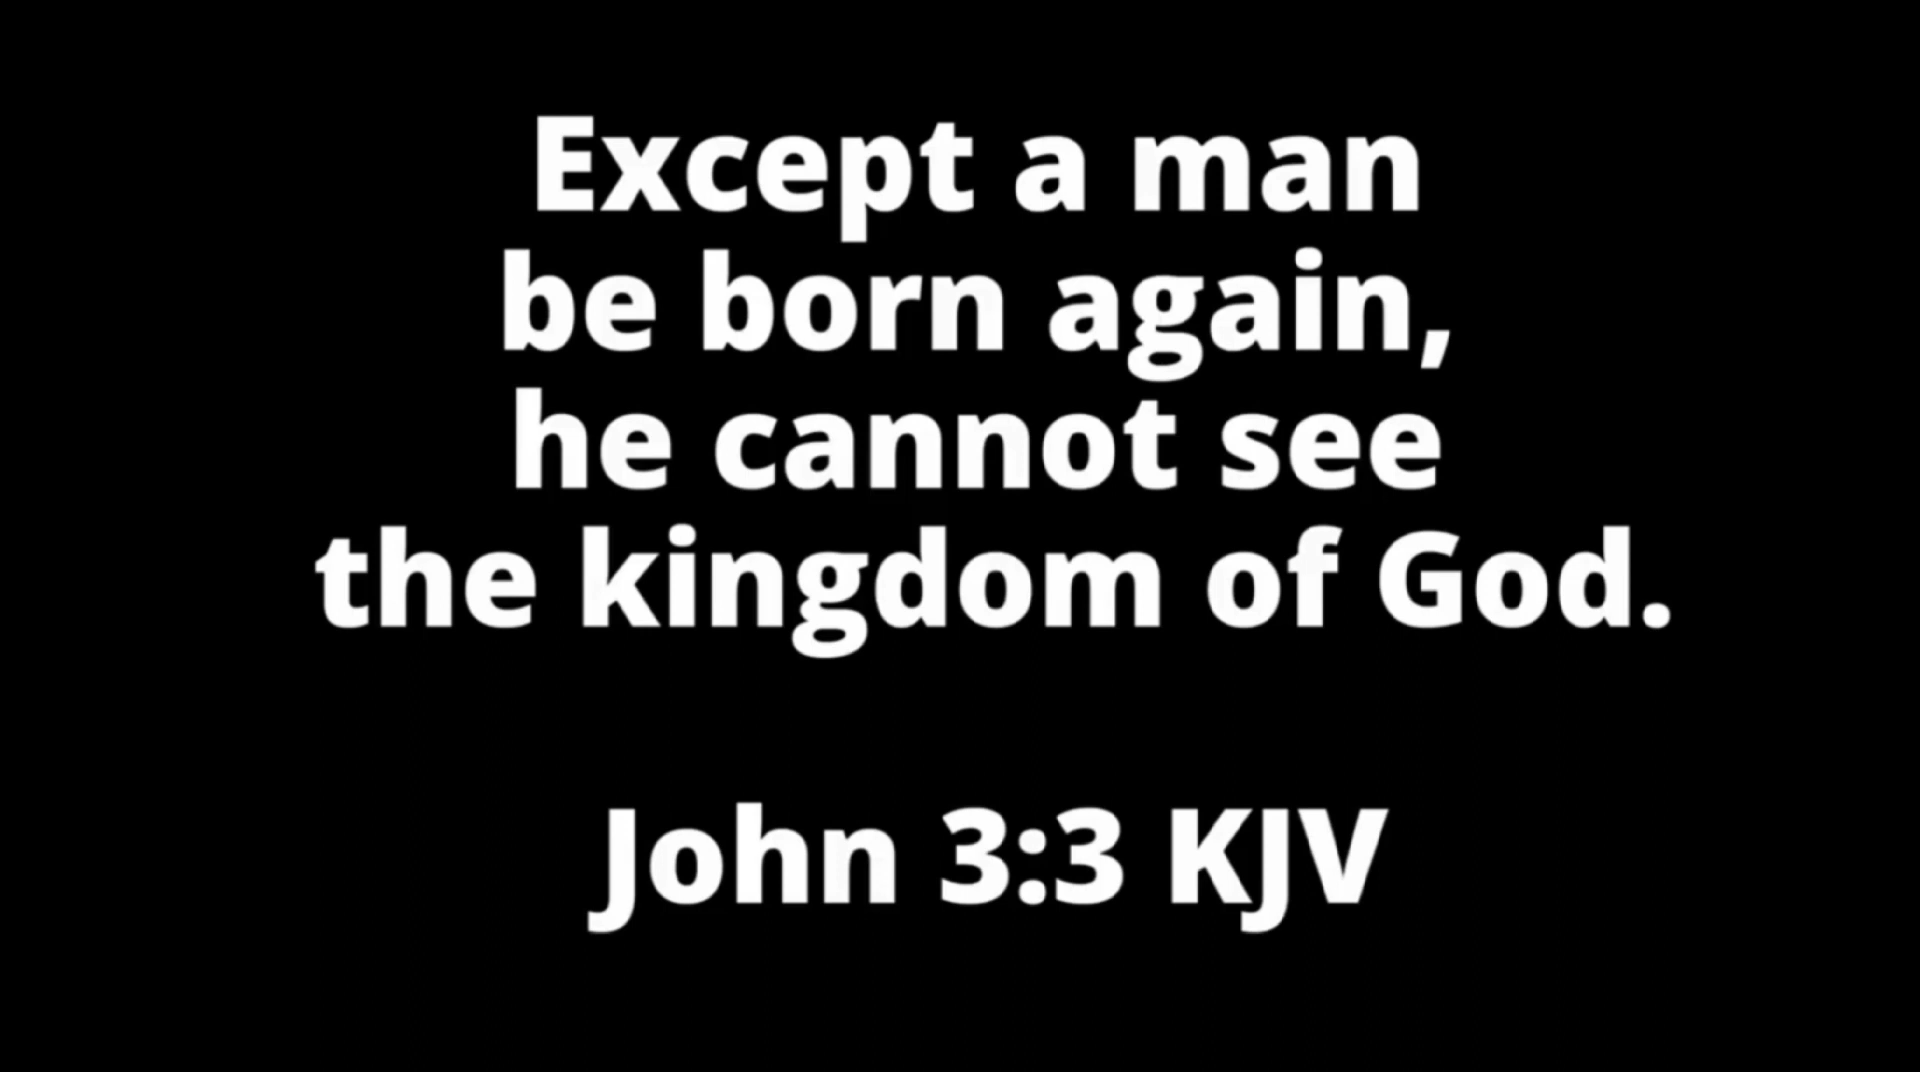 Except a man
be born again,
he cannot see
the kingdom of God.
John 3:3 KJV